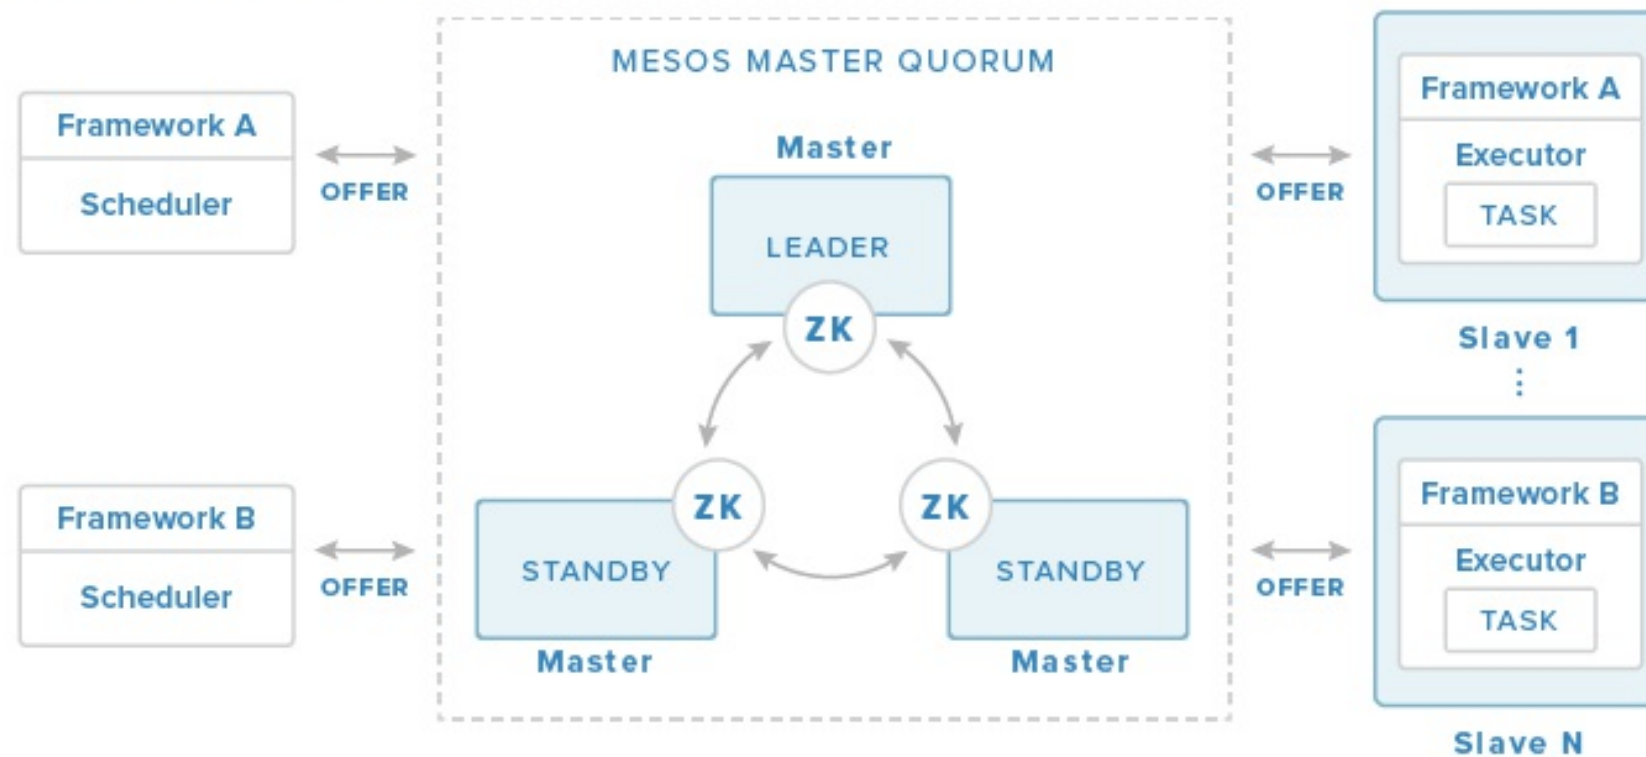 MESOS MASTER QUORUM
Framework A
Scheduler
OFFER
Master
LEADER
ZK
OFFER
Framework A
Executor
TASK
Slave 1
Framework B
Scheduler
OFFER
ZK
STANDBY
Master
ZK
STANDBY
Master
OFFER
Framework B
Executor
TASK
Slave N